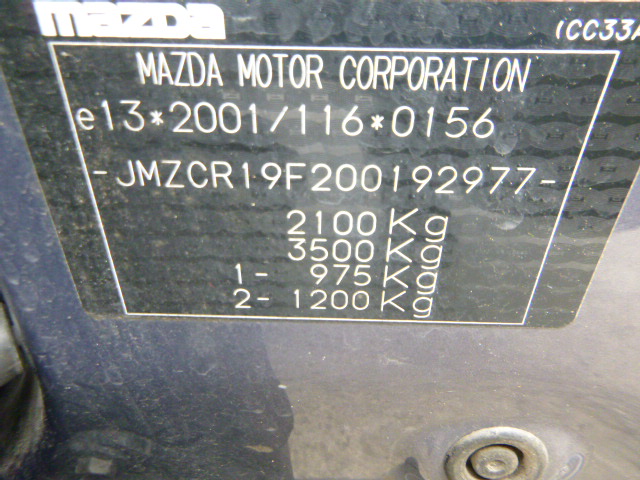 mazda
(CC33A
MAZDA MOTOR CORPORATION
e13*2001/116*0156
-JMZCR19F200192977-
2100Kg
3500Kg
1- 975Kg
2- 1200Kg